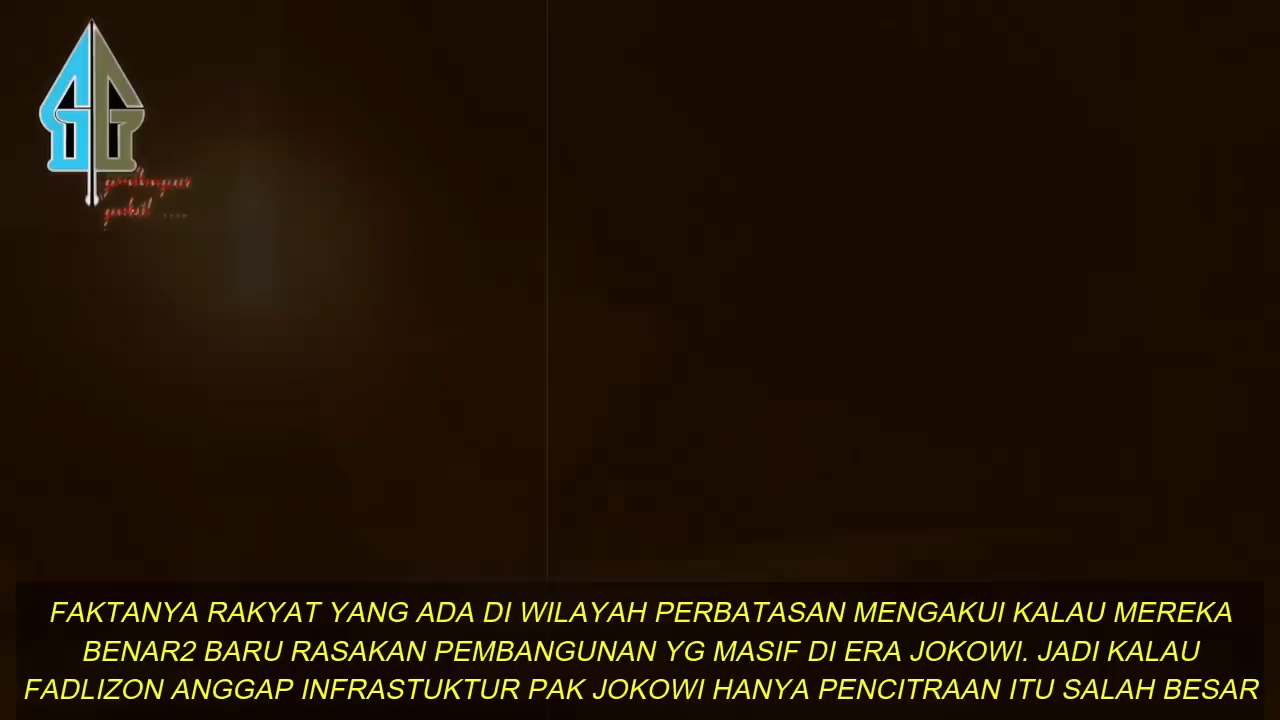 FAKTANYA RAKYAT YANG ADA DI WILAYAH PERBATASAN MENGAKUI KALAU MEREKA
BENAR2 BARU RASAKAN PEMBANGUNAN YG MASIF DI ERA JOKOWI. JADI KALAU
FADLIZON ANGGAP INFRASTUKTUR PAK JOKOWI HANYA PENCITRAAN ITU SALAH BESAR